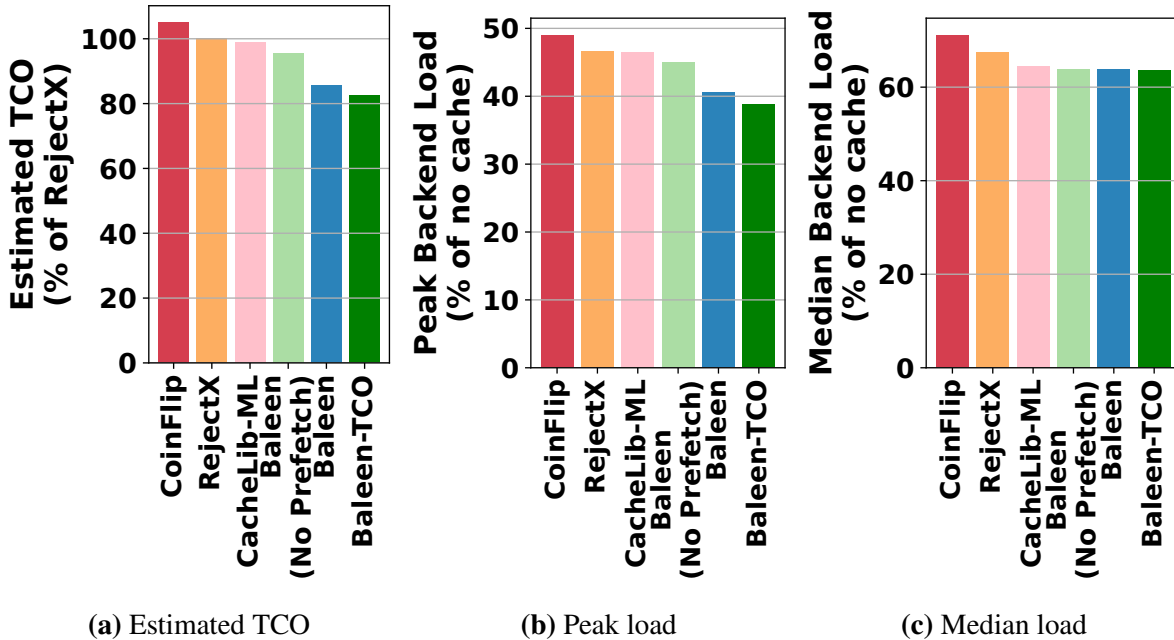 Estimated TCO
(% of RejectX)
100
80
60
40
20
0
CoinFlip
RejectX
CacheLib-ML
Baleen
(No Prefetch)
Baleen
Baleen-TCO
(a) Estimated TCO
Peak Backend Load
(% of no cache)
50
40
30
20
10
0
CoinFlip
RejectX
CacheLib-ML
Baleen
(No Prefetch)
Baleen
Baleen-TCO
(b) Peak load
Median Backend Load
(% of no cache)
60
40
20
0
CoinFlip
RejectX
CacheLib-ML
Baleen
(No Prefetch)
Baleen
Baleen-TCO
(c) Median load